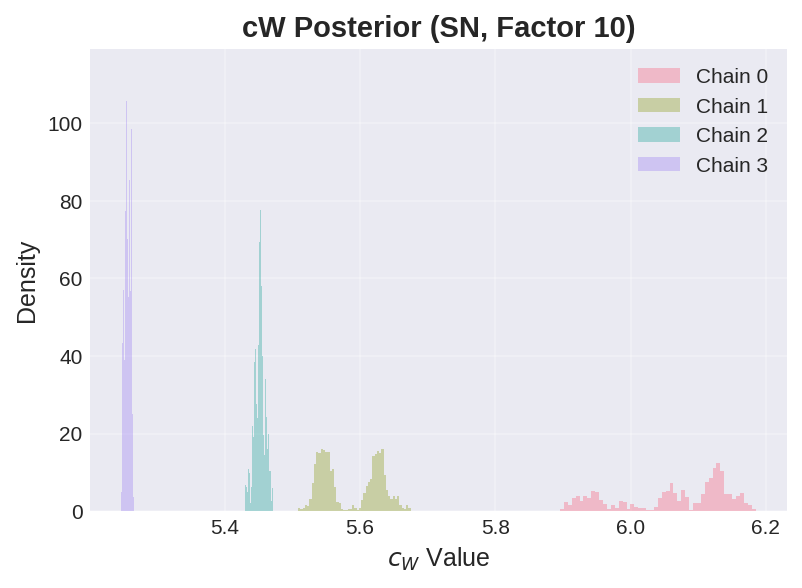 cW Posterior (SN, Factor 10)
Chain 0
Chain 1
Chain 2
Chain 3
Density
100
80
60
40
20
0
5.4 5.6 5.8 6.0 6.2
c_W Value